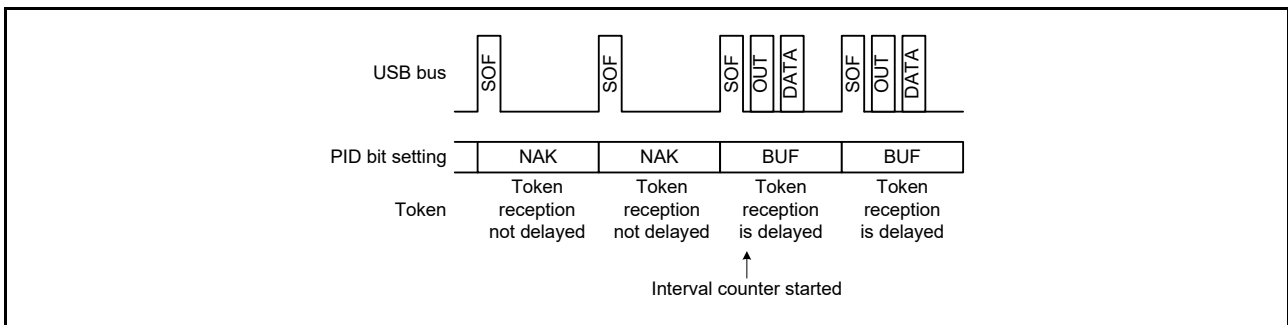 USB bus
SOF
SOF
SOF
OUT
DATA
SOF
OUT
DATA
PID bit setting
NAK
NAK
BUF
BUF
Token
Token
reception
not delayed
Token
reception
not delayed
Token
reception
is delayed
Token
reception
is delayed
Interval counter started